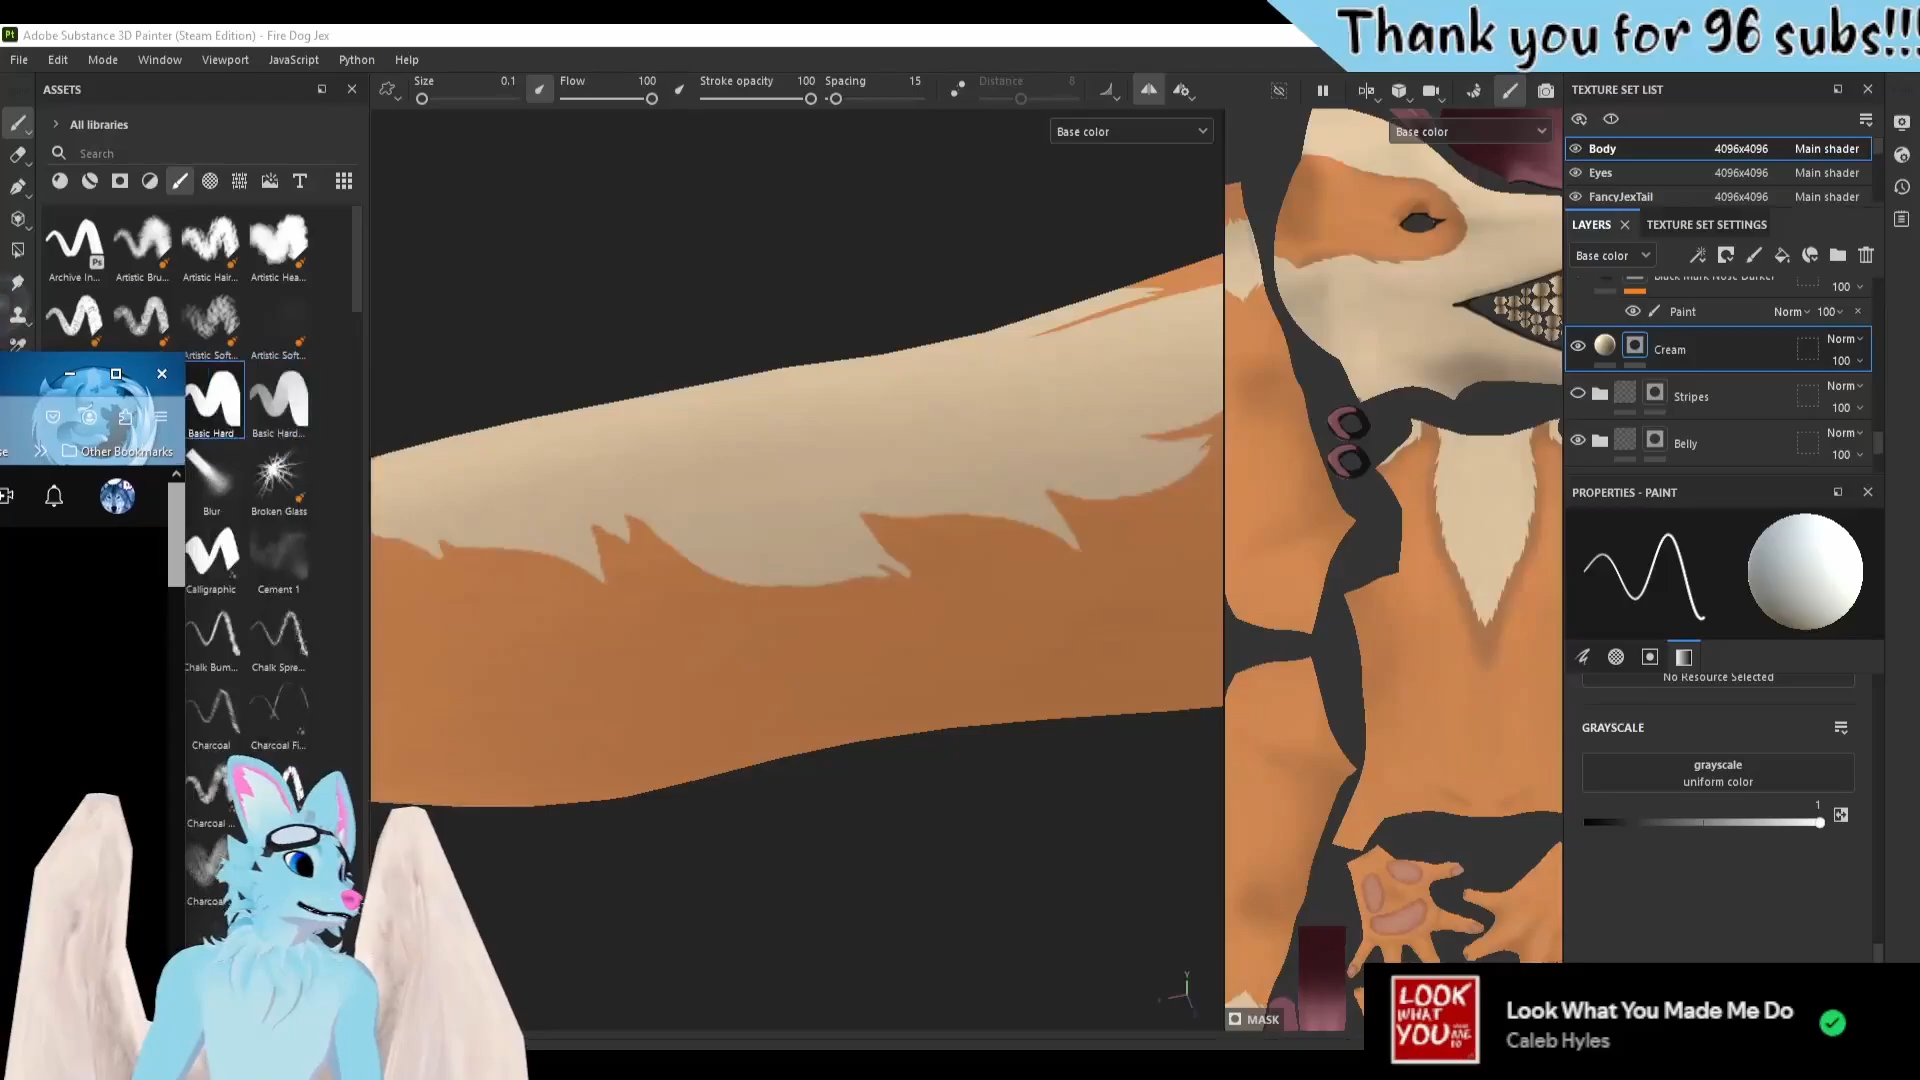 Thank you for 96 subs!!!
Adobe Substance 3D Painter (Steam Edition) - Fire Dog Jex
File Edit Mode Window Viewport JavaScript Python Help
ASSETS
Size 0.1 Flow 100 Stroke opacity 100 Spacing 15 Distance 8
All libraries
Search
Base color
Base color
Archive In... Artistic Bru... Artistic Hair... Artistic Hea...
Ps
Artistic Soft... Artistic Soft...
Basic Hard Basic Hard...
Other Bookmarks
Blur Broken Glass
Calligraphic Cement 1
Chalk Bum... Chalk Spre...
Charcoal Charcoal Fi...
Charcoal ...
Charcoal
MASK
Y
TEXTURE SET LIST
Body 4096x4096 Main shader
Eyes 4096x4096 Main shader
FancyJexTail 4096x4096 Main shader
LAYERS TEXTURE SET SETTINGS
Base color
Black Mark Nose Darker
100
Paint Norm 100
Cream Norm
100
Stripes Norm
100
Belly Norm
100
PROPERTIES - PAINT
No Resource Selected
GRAYSCALE
grayscale
uniform color
1
LOOK WHAT YOU
Look What You Made Me Do
Caleb Hyles